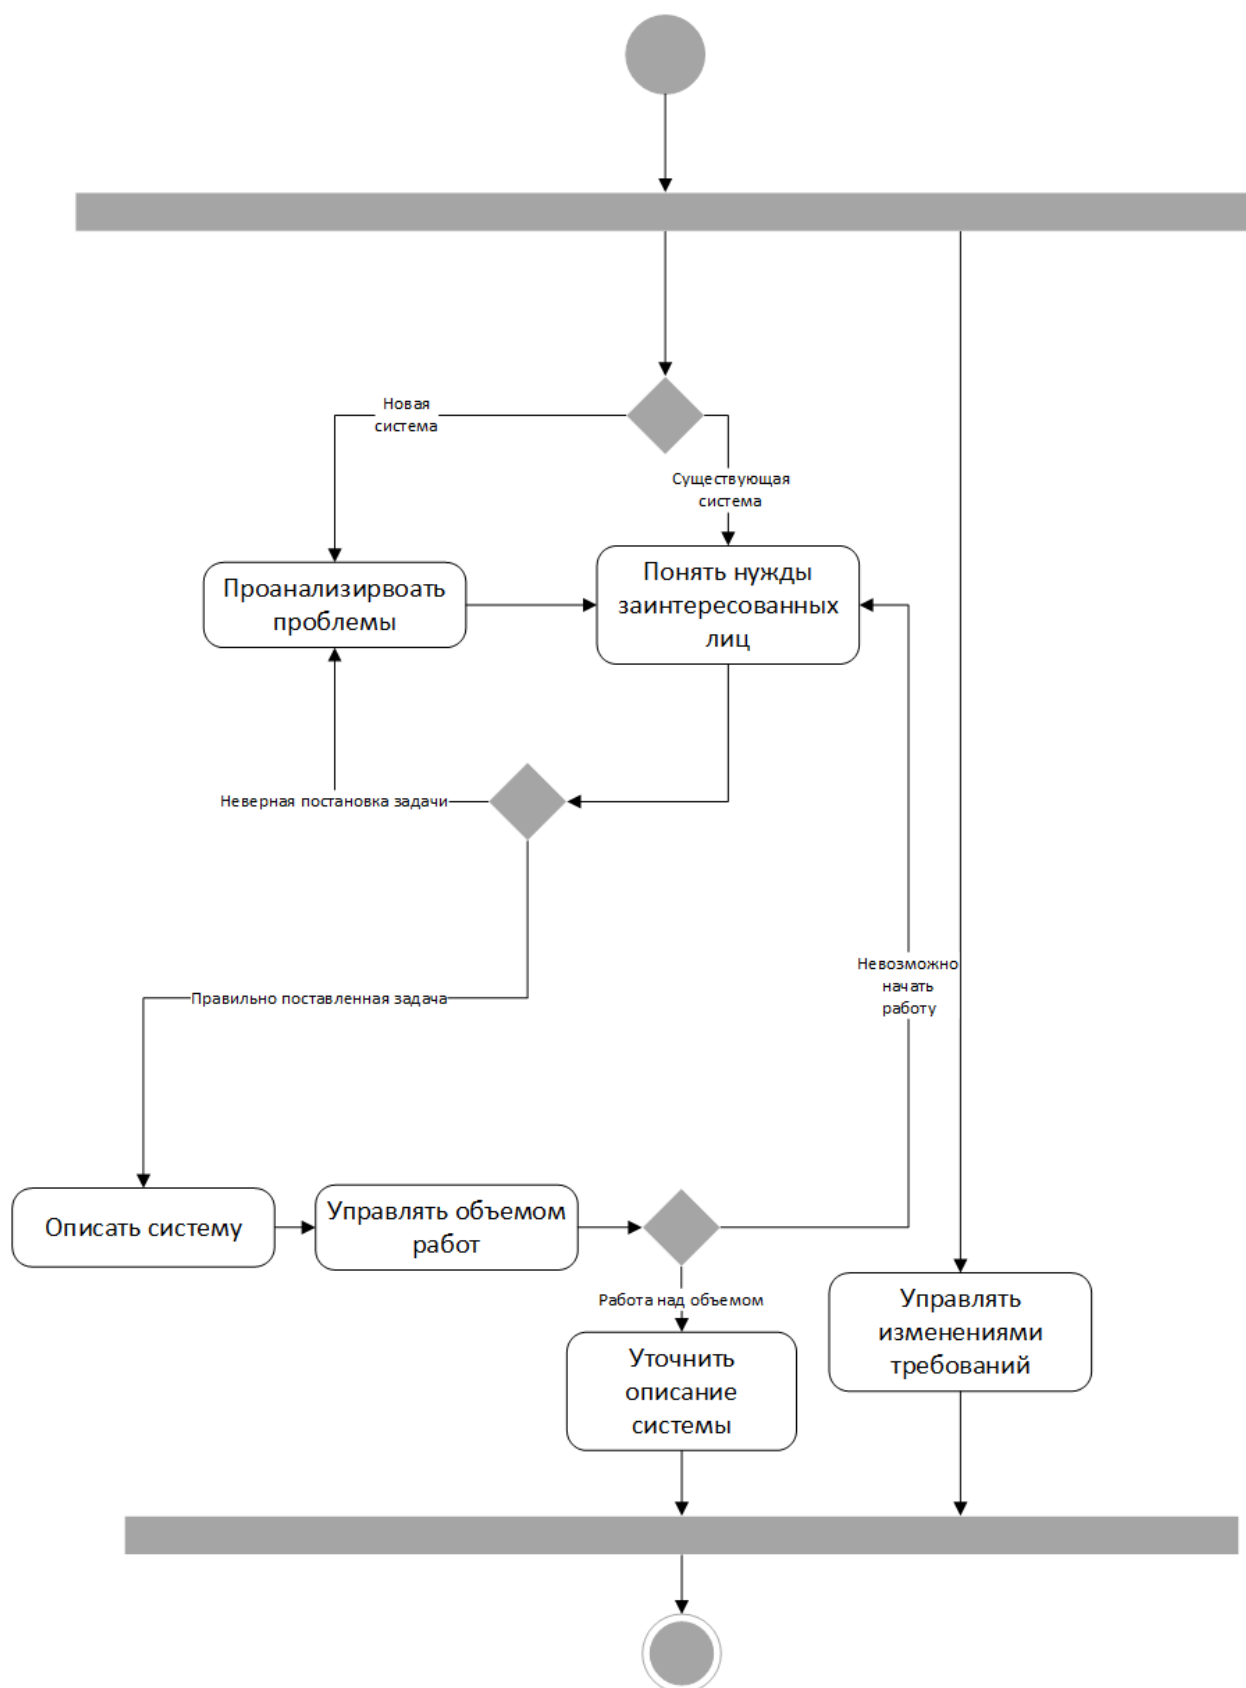 Новая
система
Существующая
система
Проанализирвоать
проблемы
Понять нужды
заинтересованных
лиц
Неверная постановка задачи
Невозможно
начать
работу
Правильно поставленная задача
Описать систему
Управлять объемом
работ
Работа над объемом
Управлять
изменениями
требований
Уточнить
описание
системы